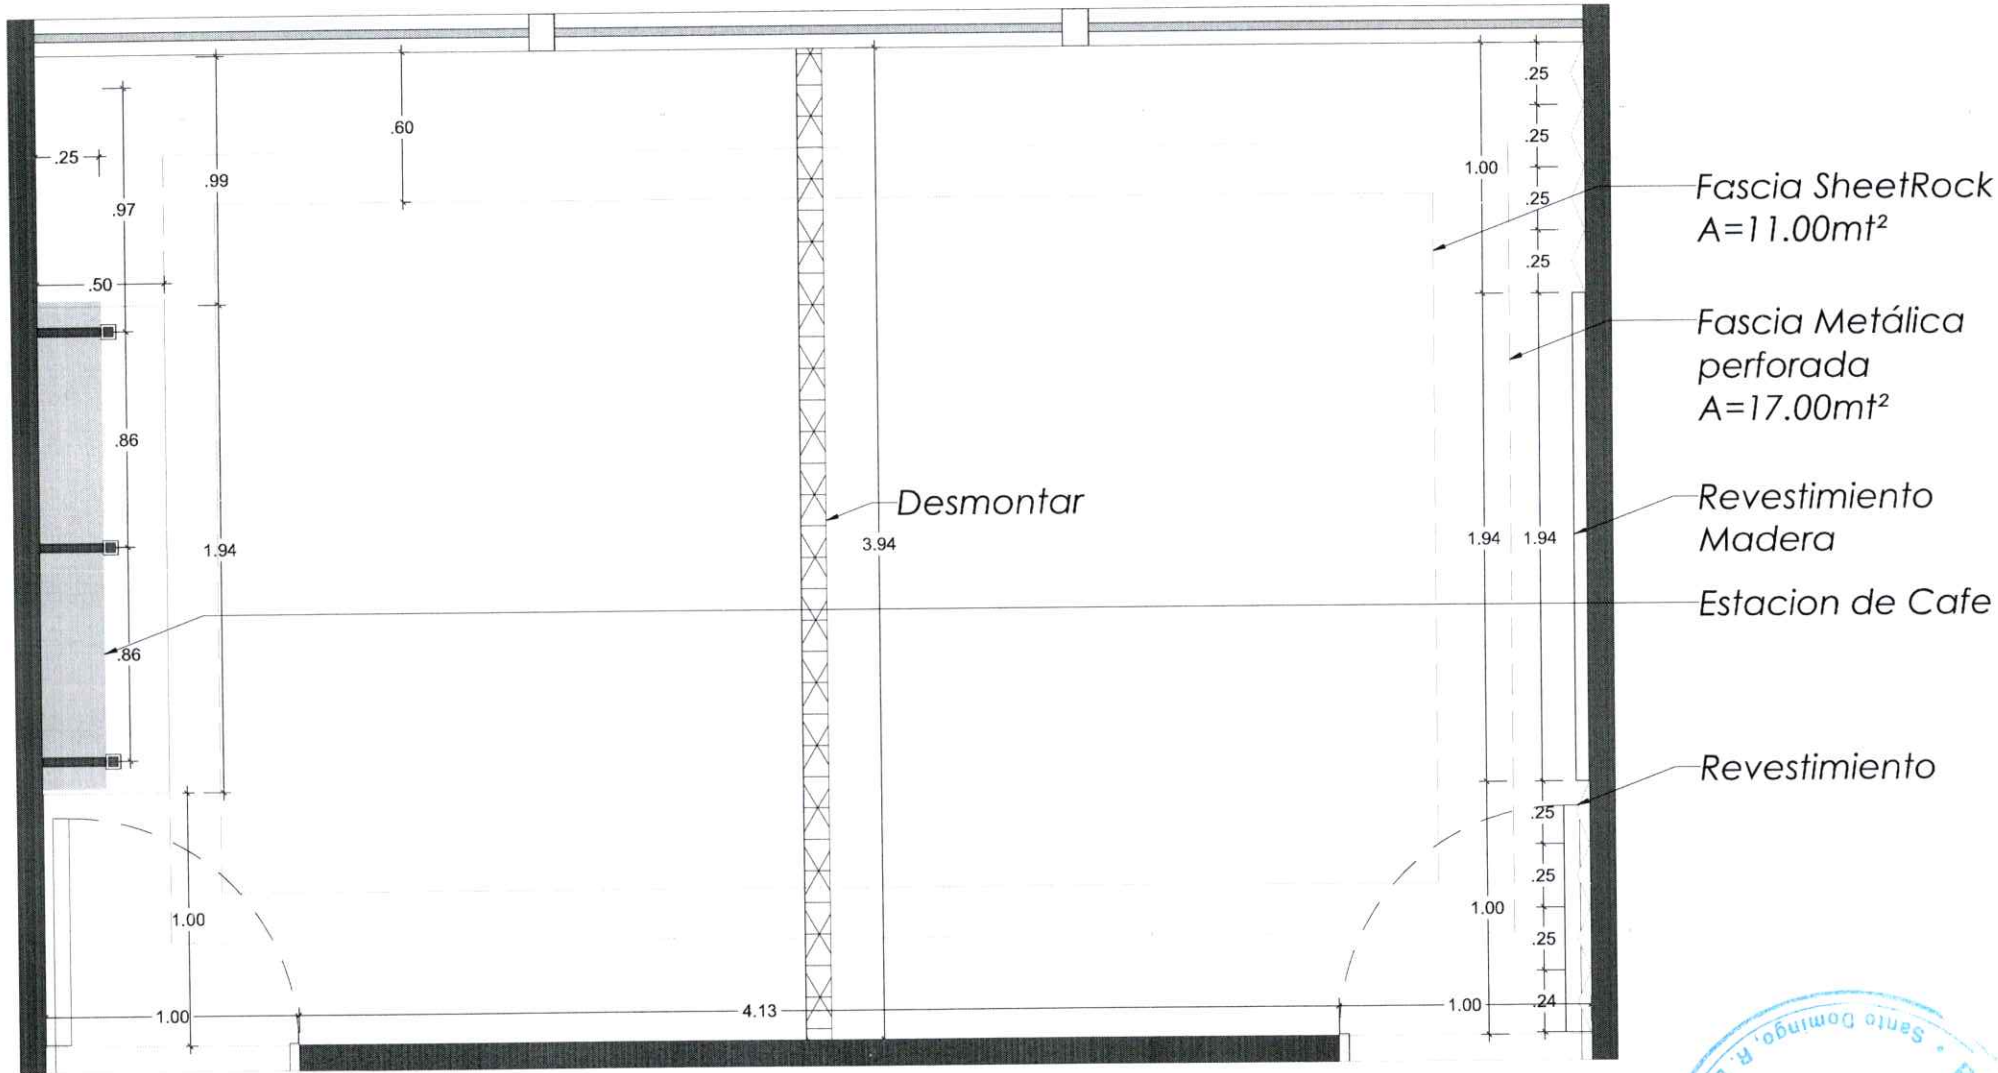 .25
.60
.25
.25
1.00
.99
.97
.25
.50
.25
Fascia SheetRock
A=11.00mt²
Fascia Metálica
perforada
A=17.00mt²
.86
Desmontar
1.94
3.94
1.94
1.94
Revestimiento
Madera
Estacion de Cafe
.86
Revestimiento
.25
.25
1.00
1.00
.25
1.00
4.13
1.00
.24
Santo Domingo, R.